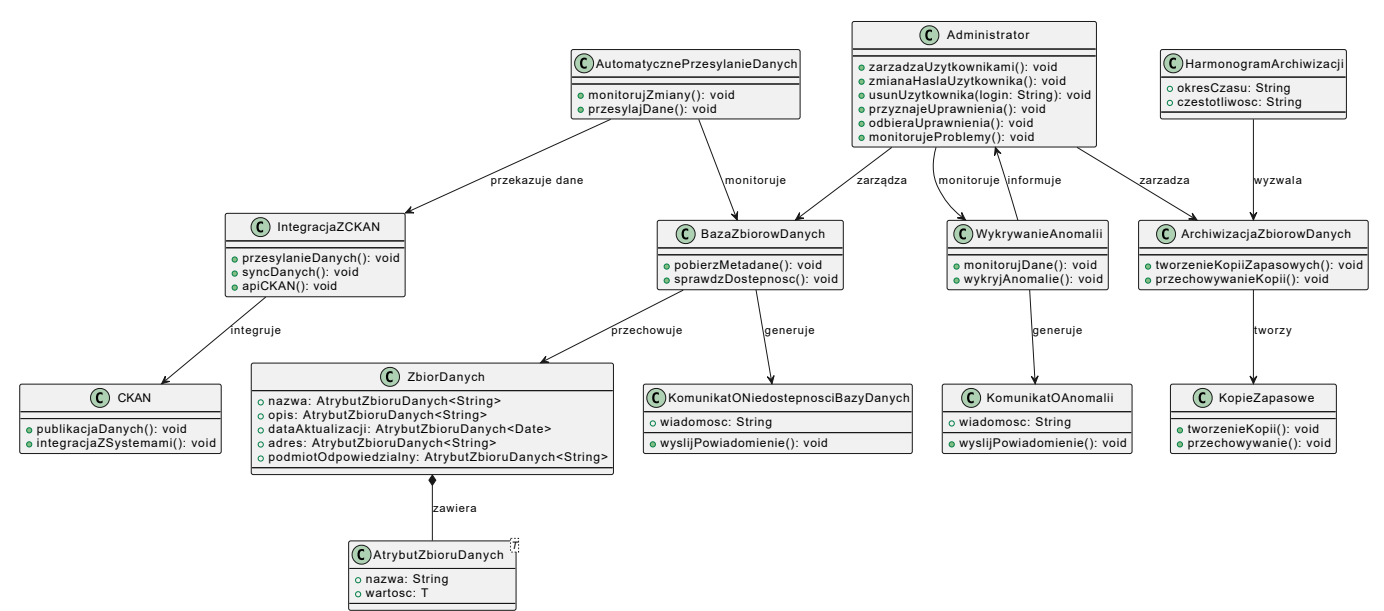 C AutomatycznePrzesylanieDanych
monitorujZmiany(): void
przesylajDane(): void
C Administrator
zarzadzaUzytkownikami(): void
zmianaHaslaUzytkownika(): void
usunUzytkownika(login: String): void
przyznajeUprawnienia(): void
odbieraUprawnienia(): void
monitorujeProblemy(): void
C HarmonogramArchiwizacji
okresCzasu: String
czestotliwosc: String
przekazuje dane
monitoruje
zarządza
monitoruje
informuje
zarzadza
wyzwala
C IntegracjaZCKAN
przesylanieDanych(): void
syncDanych(): void
apiCKAN(): void
C BazaZbiorowDanych
pobierzMetadane(): void
sprawdzDostepnosc(): void
C WykrywanieAnomalii
monitorujDane(): void
wykryjAnomalie(): void
C ArchiwizacjaZbiorowDanych
tworzenieKopiiZapasowych(): void
przechowywanieKopii(): void
integruje
przechowuje
generuje
generuje
tworzy
C CKAN
publikacjaDanych(): void
integracjaZSystemami(): void
C ZbiorDanych
nazwa: AtrybutZbioruDanych<String>
opis: AtrybutZbioruDanych<String>
dataAktualizacji: AtrybutZbioruDanych<Date>
adres: AtrybutZbioruDanych<String>
podmiotOdpowiedzialny: AtrybutZbioruDanych<String>
C KomunikatONiedostepnosciBazyDanych
wiadomosc: String
wyslijPowiadomienie(): void
C KomunikatOAnomalii
wiadomosc: String
wyslijPowiadomienie(): void
C KopieZapasowe
tworzenieKopii(): void
przechowywanie(): void
zawiera
C AtrybutZbioruDanych T
nazwa: String
wartosc: T